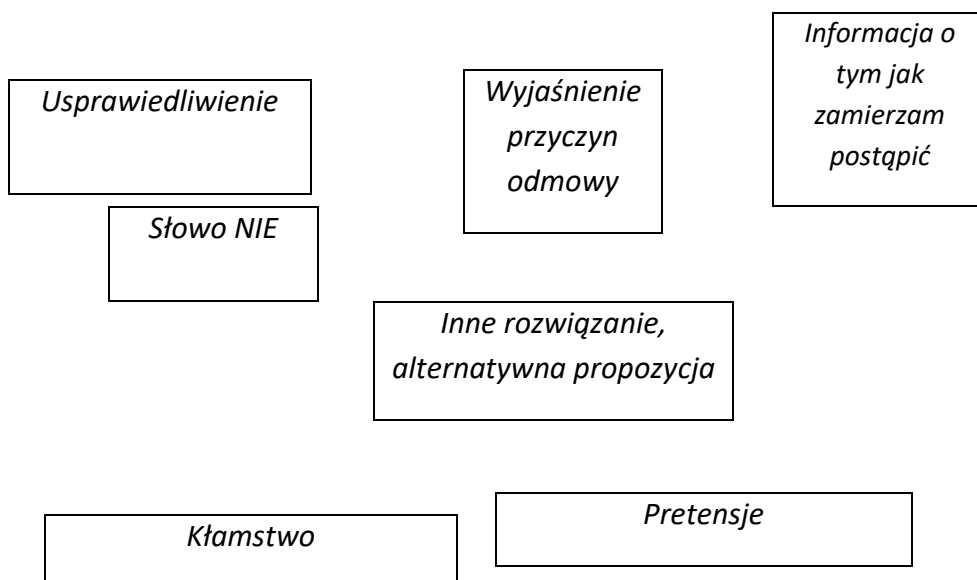 Informacja o
tym jak
zamierzam
postąpić
Usprawiedliwienie
Wyjaśnienie
przyczyn
odmowy
Słowo NIE
Inne rozwiązanie,
alternatywna propozycja
Pretensje
Kłamstwo